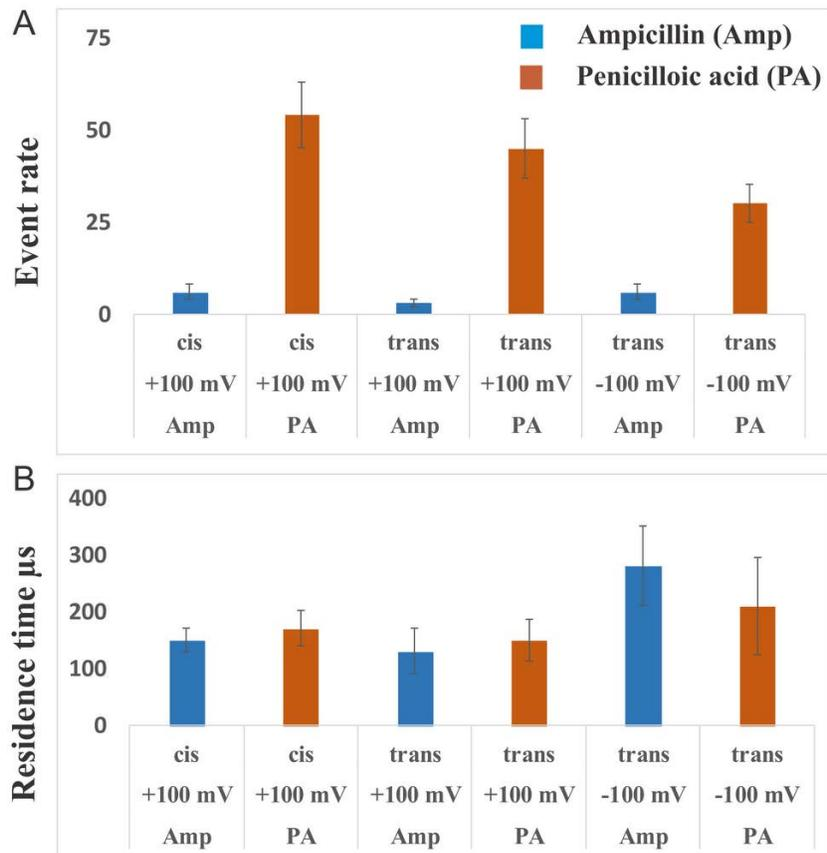 A
75
Ampicillin (Amp)
Penicilloic acid (PA)
50
25
0
Event rate
cis cis trans trans trans trans
+100 mV +100 mV +100 mV +100 mV -100 mV -100 mV
Amp PA Amp PA Amp PA
B
400
300
200
100
0
Residence time µs
cis cis trans trans trans trans
+100 mV +100 mV +100 mV +100 mV -100 mV -100 mV
Amp PA Amp PA Amp PA